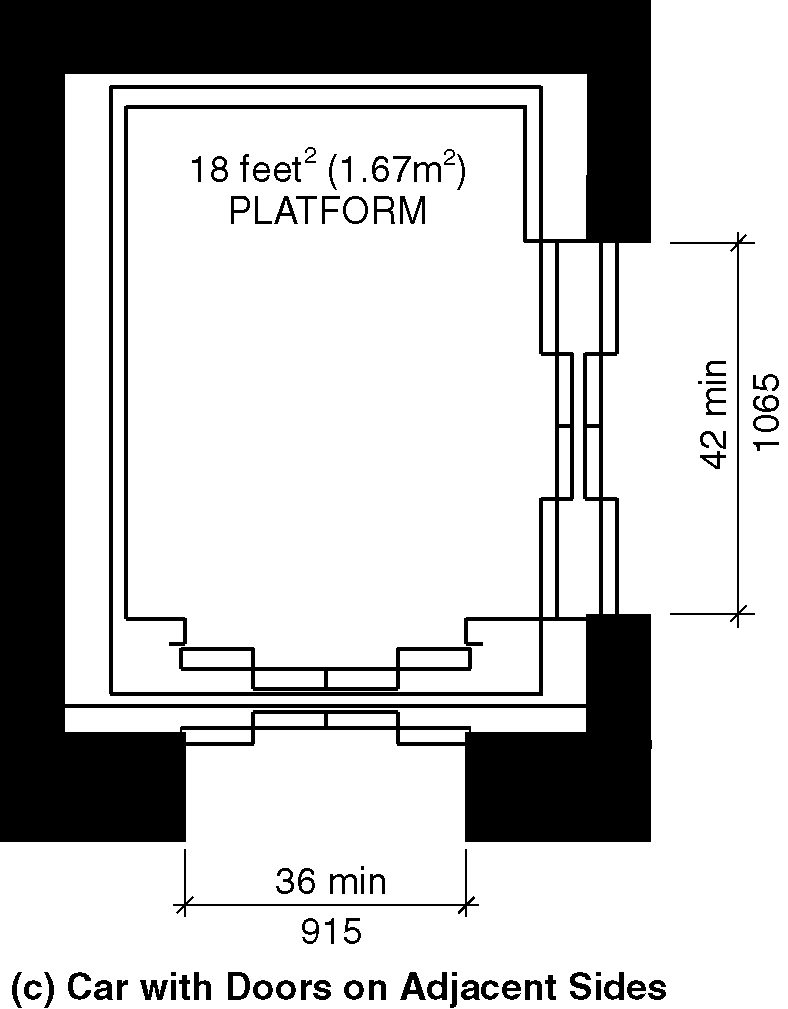 18 feet² (1.67m²)
PLATFORM
42 min
1065
36 min
915
(c) Car with Doors on Adjacent Sides